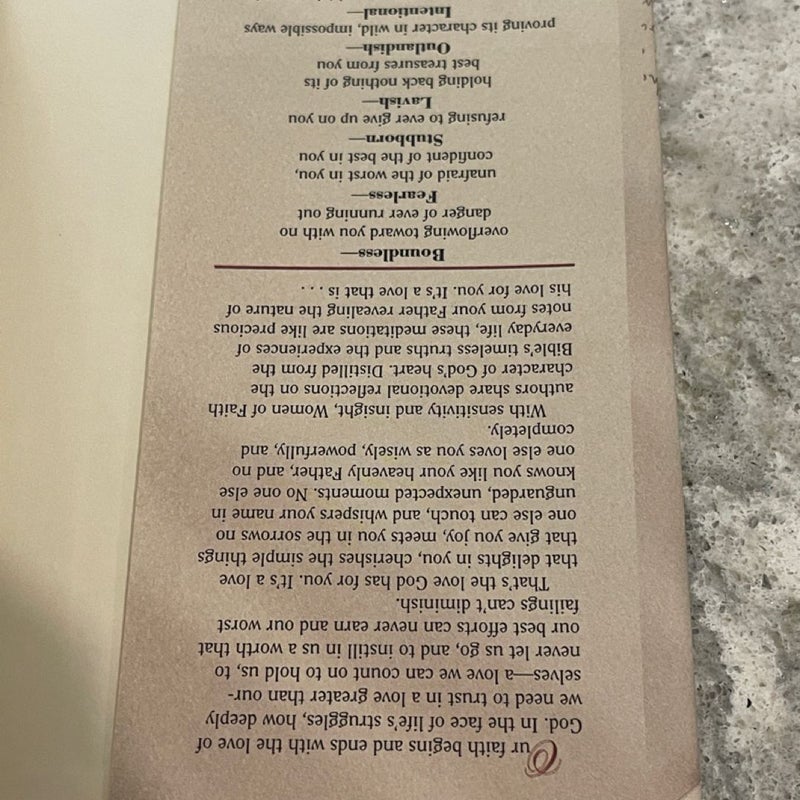 Our faith begins and ends with the love of
God. In the face of life's struggles, how deeply
we need to trust in a love greater than our-
selves—a love we can count on to hold us, to
never let us go, and to instill in us a worth that
our best efforts can never earn and our worst
failings can't diminish.
That's the love God has for you. It's a love
that delights in you, cherishes the simple things
that give you joy, meets you in the sorrows no
one else can touch, and whispers your name in
unguarded, unexpected moments. No one else
knows you like your heavenly Father, and no
one else loves you as wisely, powerfully, and
completely.
With sensitivity and insight, Women of Faith
authors share devotional reflections on the
character of God's heart. Distilled from the
Bible's timeless truths and the experiences of
everyday life, these meditations are like precious
notes from your Father revealing the nature of
his love for you. It's a love that is . . .
Boundless—
overflowing toward you with no
danger of ever running out
Fearless—
unafraid of the worst in you,
confident of the best in you
Stubborn—
refusing to ever give up on you
Lavish—
holding back nothing of its
best treasures from you
Outlandish—
proving its character in wild, impossible ways
Intentional—